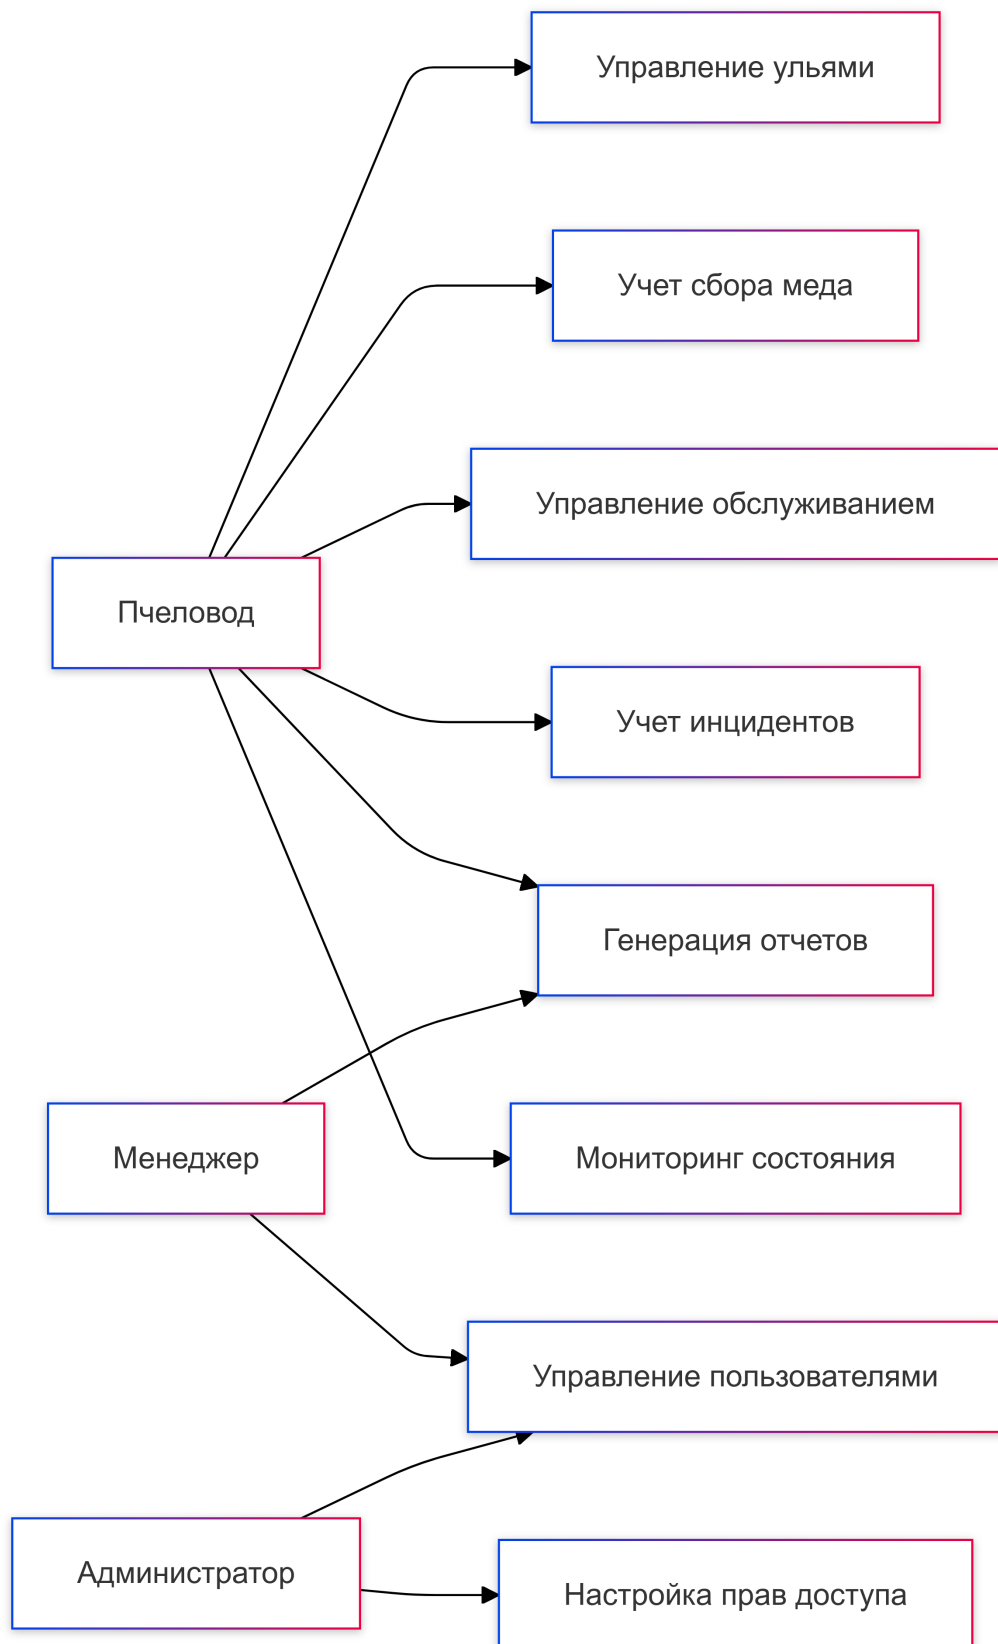 Управление ульями
Учет сбора меда
Управление обслуживанием
Пчеловод
Учет инцидентов
Генерация отчетов
Менеджер
Мониторинг состояния
Управление пользователями
Администратор
Настройка прав доступа